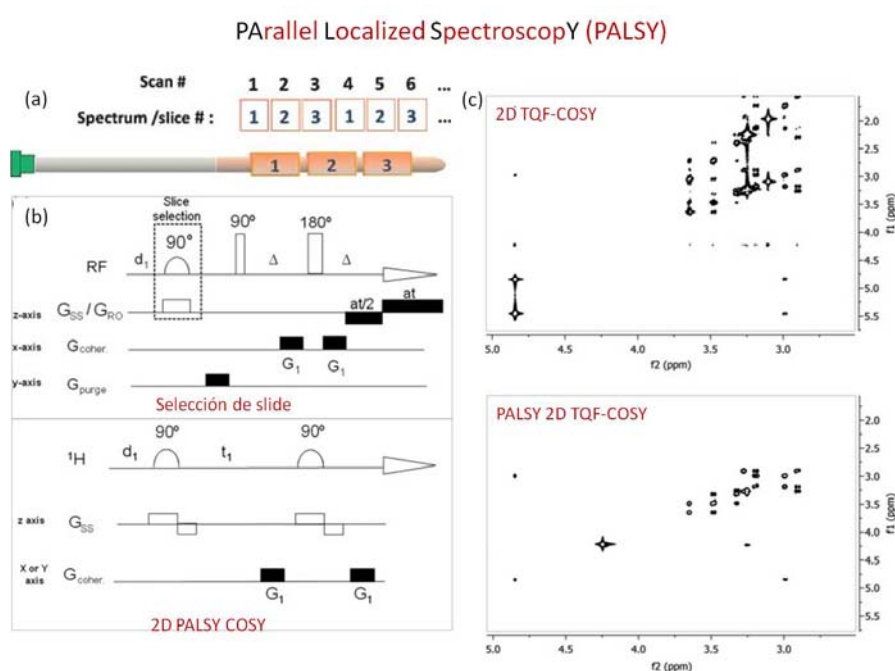 PArallel Localized SpectroscopY (PALSY)
(a)
Scan # 1 2 3 4 5 6 ...
Spectrum /slice # : 1 2 3 1 2 3 ...
1 2 3
(b)
Slice selection
90º 90º 180º
RF d1 Δ Δ
at/2 at
z-axis GSS / GRO
x-axis Gcoher. G1 G1
y-axis Gpurge
Selección de slide
90º 90º
¹H d1 t1
z axis GSS
X or Y axis Gcoher. G1 G1
2D PALSY COSY
(c)
2D TQF-COSY
2.0
2.5
3.0
3.5
4.0
4.5
5.0
5.5
f1 (ppm)
5.0 4.5 4.0 3.5 3.0
f2 (ppm)
PALSY 2D TQF-COSY
2.0
2.5
3.0
3.5
4.0
4.5
5.0
5.5
f1 (ppm)
5.0 4.5 4.0 3.5 3.0
f2 (ppm)